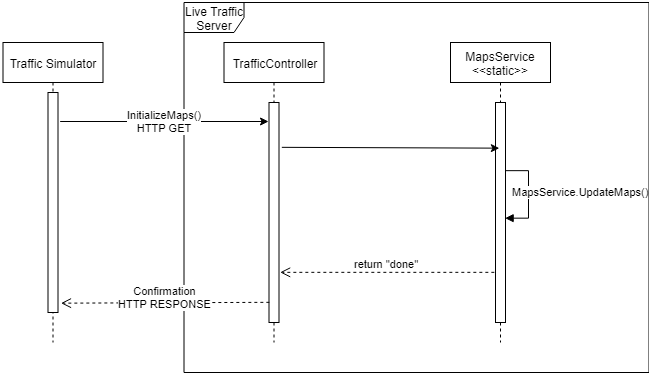 Live Traffic
Server
Traffic Simulator
TrafficController
MapsService
<<static>>
InitializeMaps()
HTTP GET
MapsService.UpdateMaps()
return "done"
Confirmation
HTTP RESPONSE